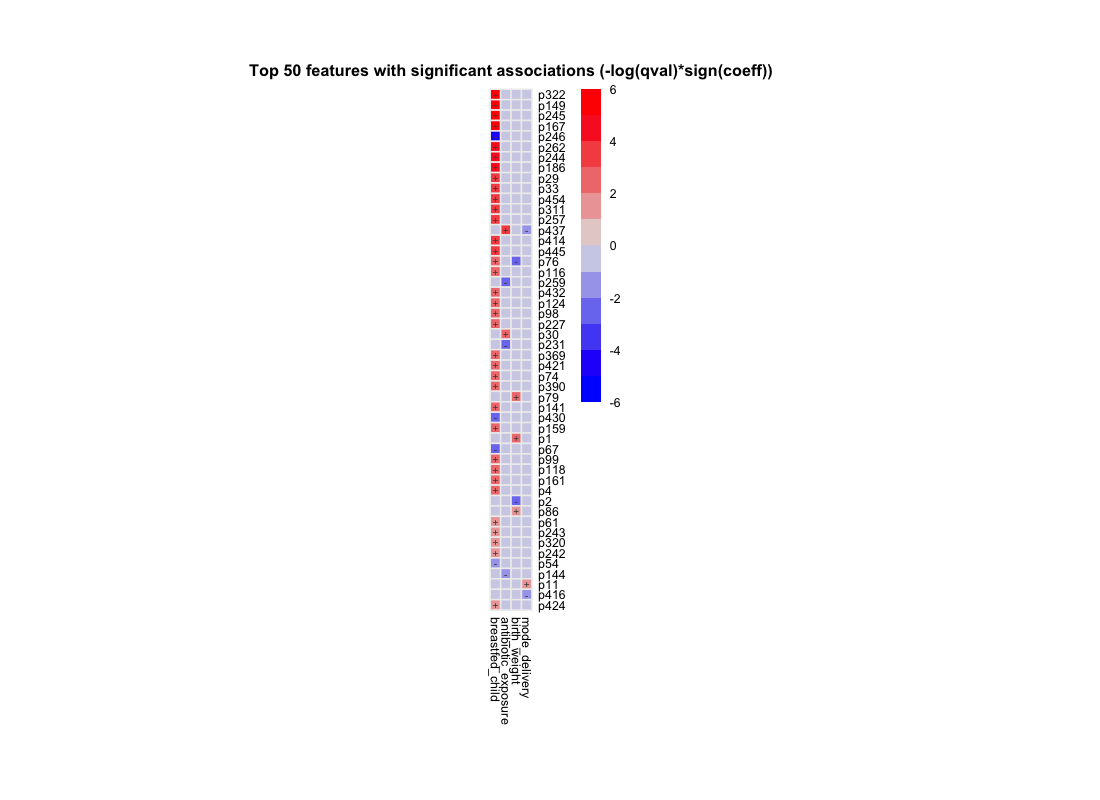 Top 50 features with significant associations (-log(qval)*sign(coeff))
p322
p149
p245
p167
p246
p262
p244
p186
p29
p33
p454
p311
p257
p437
p414
p445
p76
p116
p259
p432
p124
p98
p227
p30
p231
p369
p421
p74
p390
p79
p141
p430
p159
p1
p67
p99
p118
p161
p4
p2
p86
p61
p243
p320
p242
p54
p144
p11
p416
p424
6
4
2
0
-2
-4
-6
breastfed_child
antibiotic_exposure
birth_weight
mode_delivery